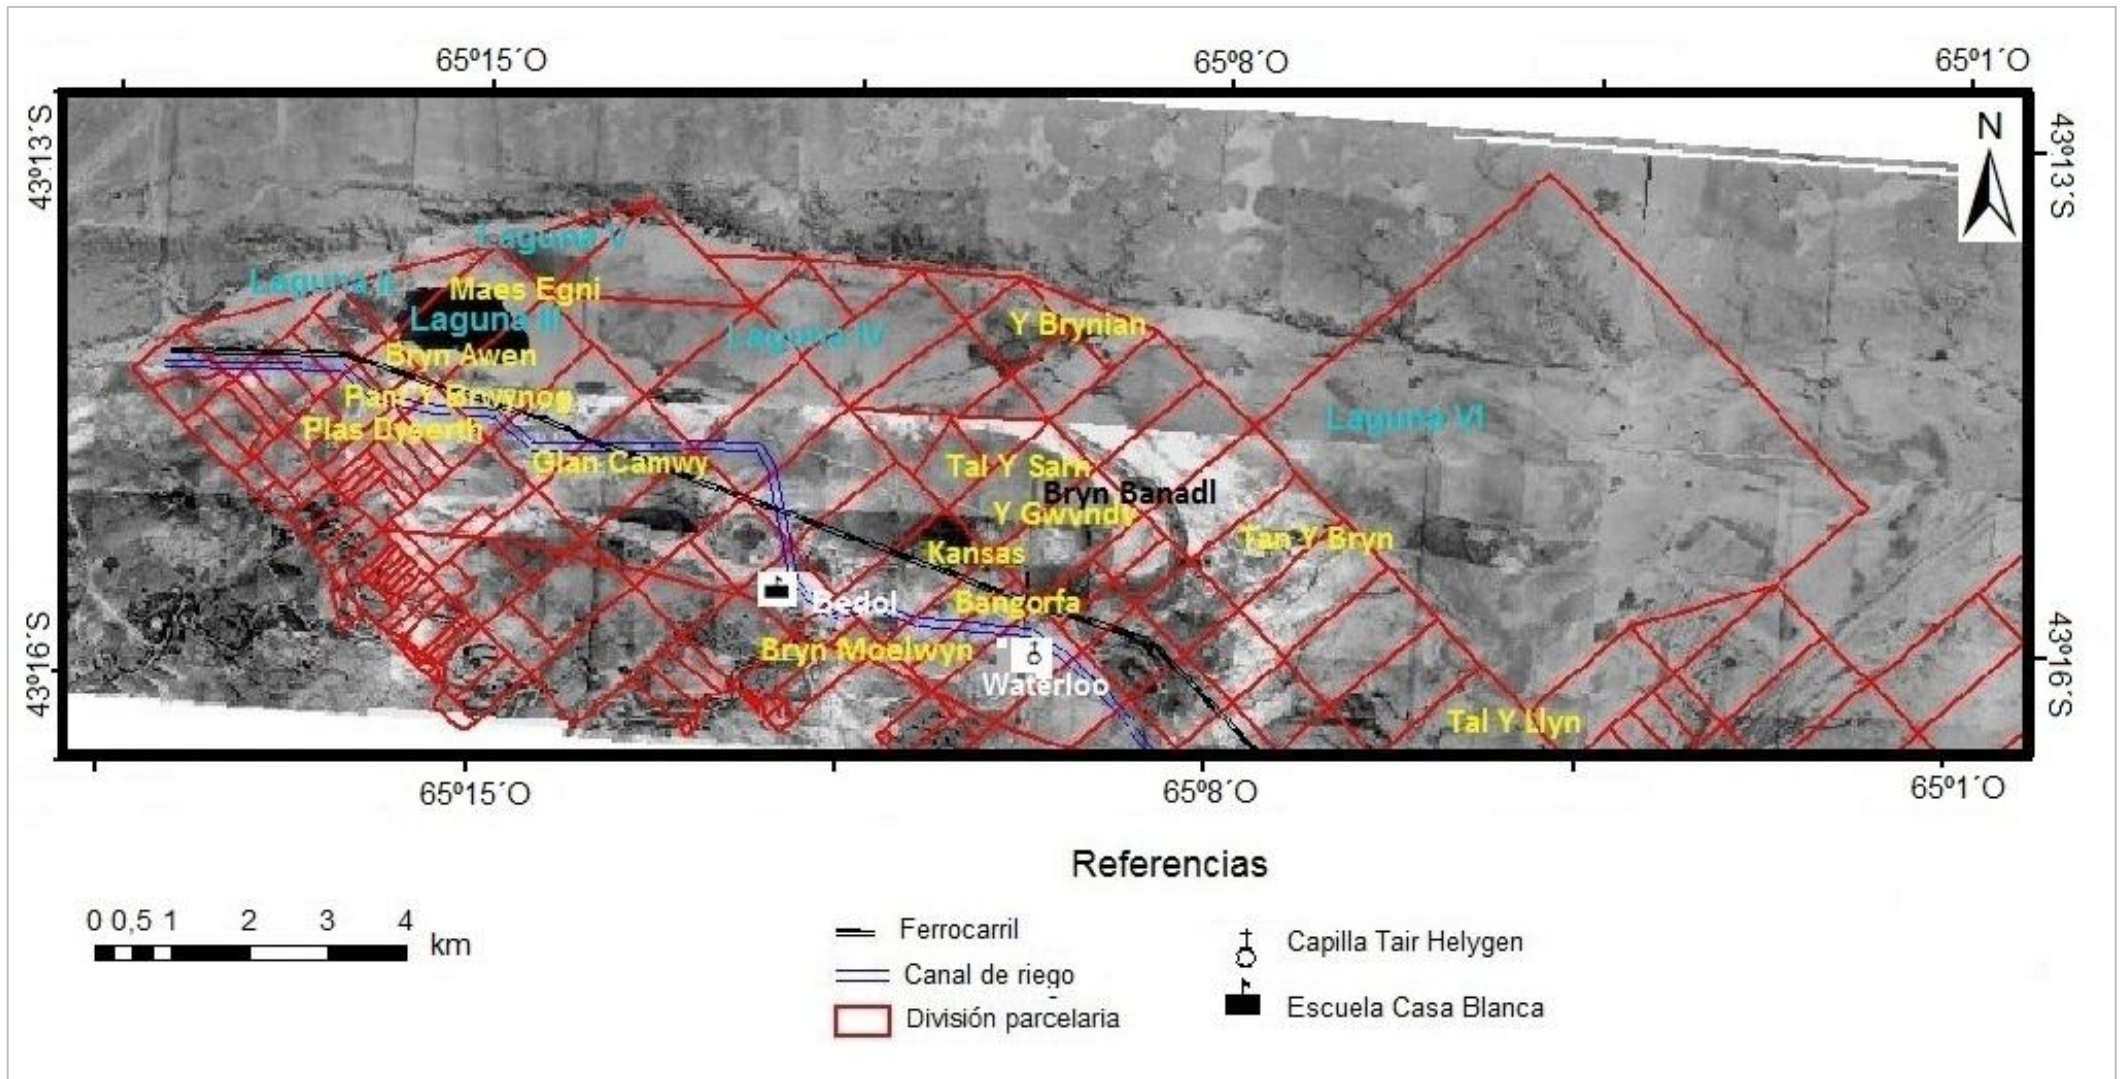 65º15´O
65º8´O
65º1´O
43º13´S
43º13´S
N
Laguna V
Laguna II
Maes Egni
Laguna III
Y Brynian
Laguna IV
Bryn Awen
Pant Y Brwynog
Plas Dyserth
Laguna VI
Glan Camwy
Tal Y Sarn
Bryn Banadl
Y Gwyndy
Tan Y Bryn
Kansas
Bedol
Bangorfa
Bryn Moelwyn
Waterloo
Tal Y Llyn
43º16´S
43º16´S
65º15´O
65º8´O
65º1´O
Referencias
0 0,5 1 2 3 4
km
Ferrocarril
Canal de riego
División parcelaria
Capilla Tair Helygen
Escuela Casa Blanca